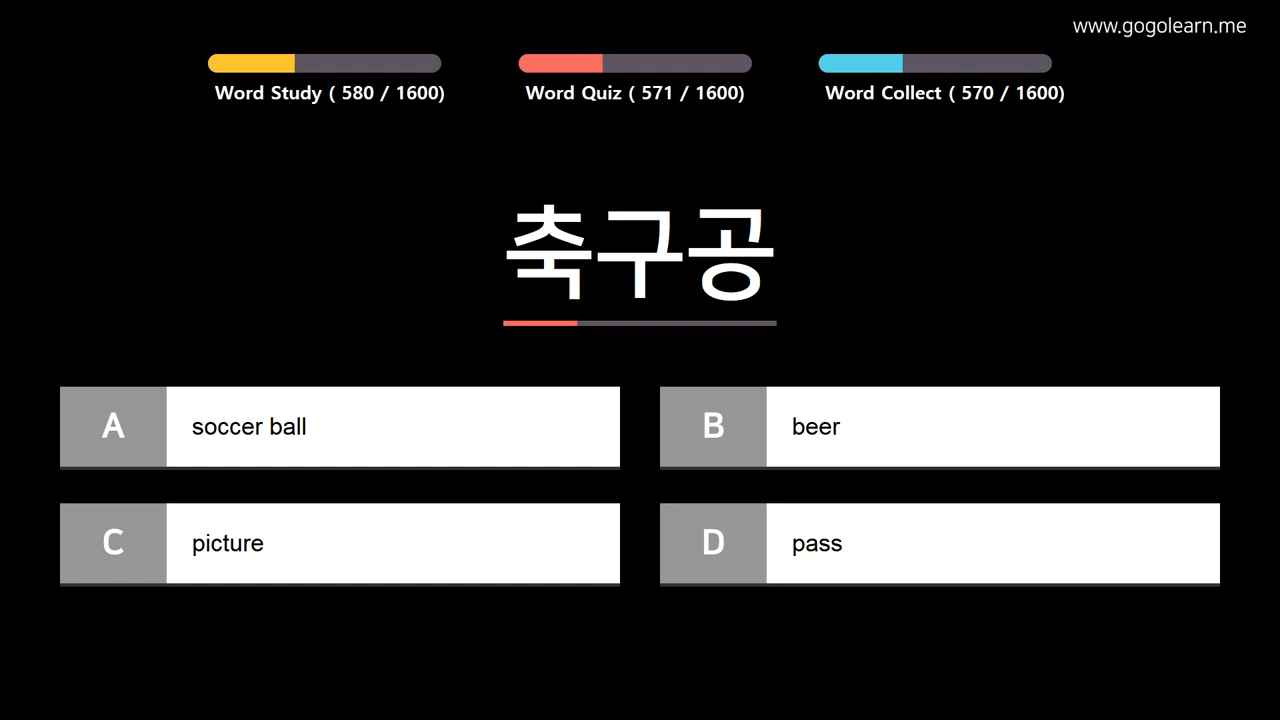 www.gogolearn.me
Word Study ( 580 / 1600)
Word Quiz ( 571 / 1600)
Word Collect ( 570 / 1600)
축구공
A soccer ball
B beer
C picture
D pass